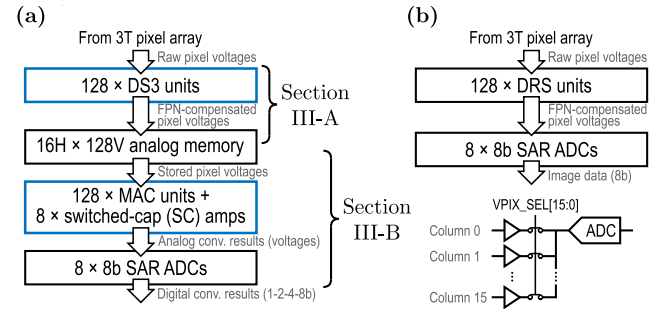 (a)
From 3T pixel array
Raw pixel voltages
128 × DS3 units
FPN-compensated
pixel voltages
16H × 128V analog memory
Stored pixel voltages
128 × MAC units +
8 × switched-cap (SC) amps
Analog conv. results (voltages)
8 × 8b SAR ADCs
Digital conv. results (1-2-4-8b)
Section
III-A
Section
III-B
(b)
From 3T pixel array
Raw pixel voltages
128 × DRS units
FPN-compensated
pixel voltages
8 × 8b SAR ADCs
Image data (8b)
VPIX_SEL[15:0]
Column 0
ADC
Column 1
Column 15